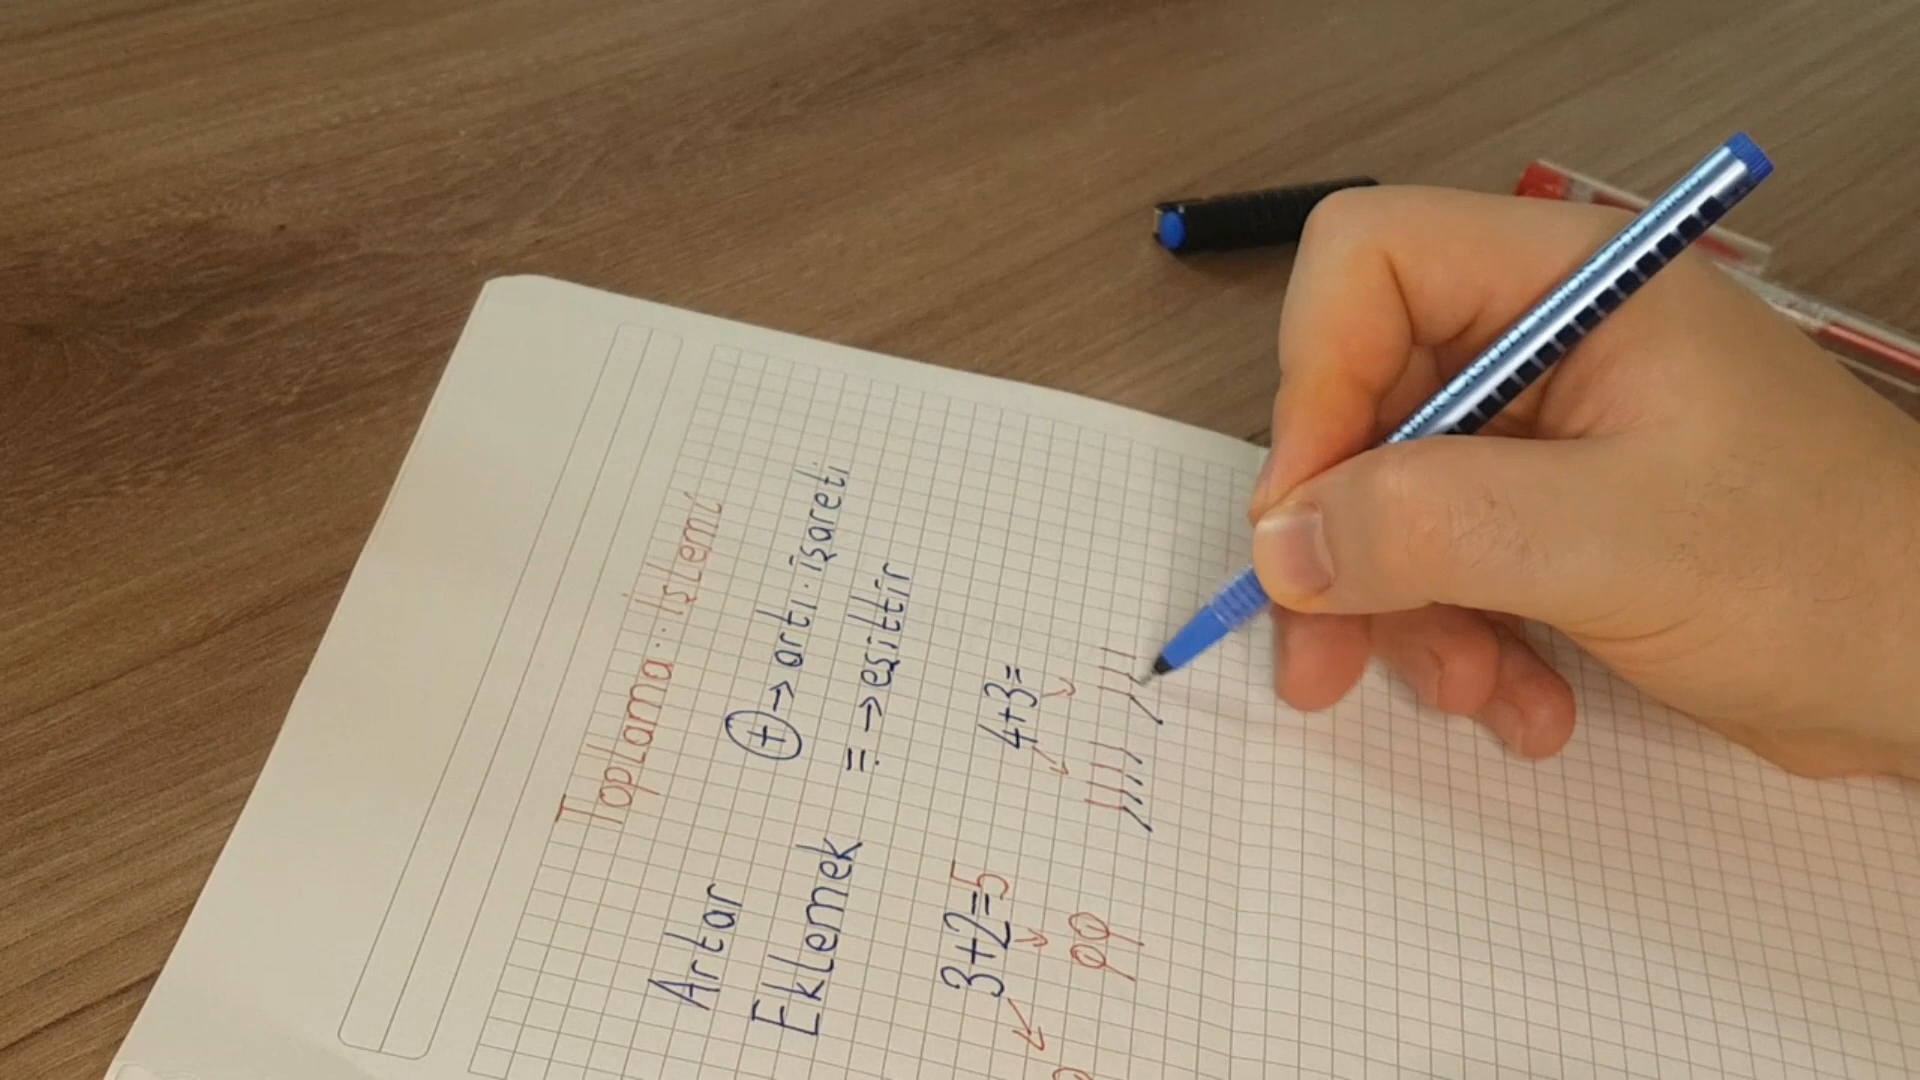 Toplama İşlemi
Artar
+ → artı işareti
Eklemek
= → eşittir
3+2=5
4+3=